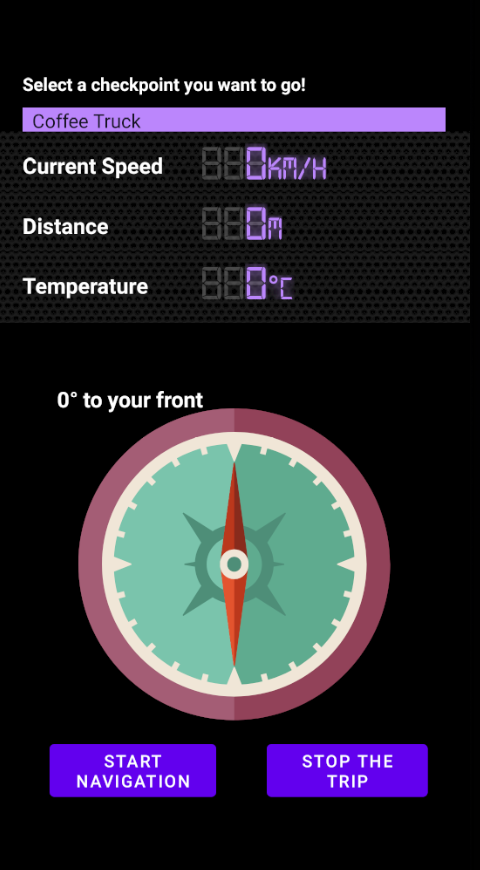 Select a checkpoint you want to go!
Coffee Truck
Current Speed 0KM/H
Distance 0m
Temperature 0°C
0° to your front
START NAVIGATION
STOP THE TRIP